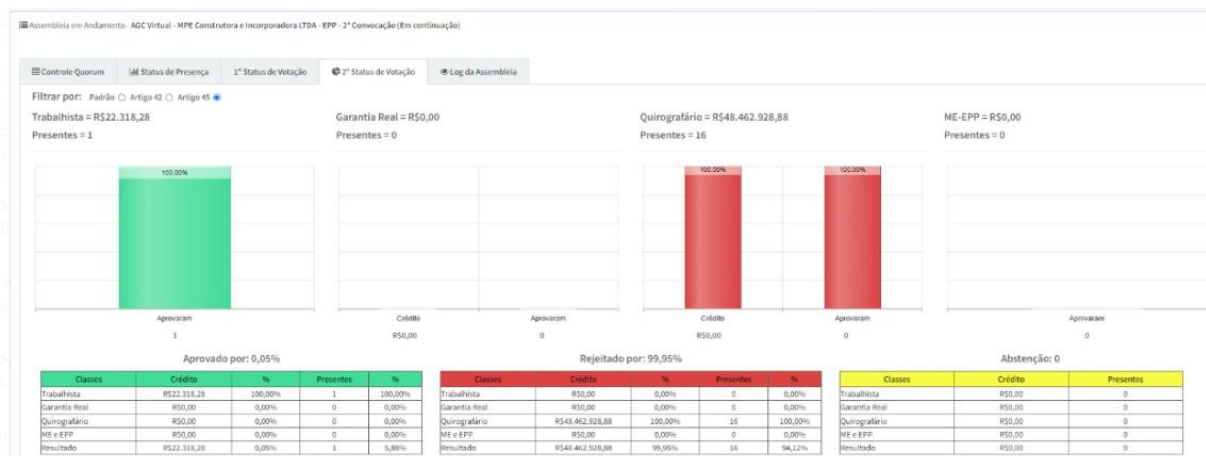 Assembleia em Andamento - AGC Virtual - MPE Construtora e Incorporadora LTDA - EPP - 2ª Convocação (Em continuação)
Controle Quorum Status de Presença 1ª Status de Votação 2ª Status de Votação Log da Assembleia
Filtrar por: Padrão Artigo 42 Artigo 45
Trabalhista = R$22.318,28 Garantia Real = R$0,00 Quirografário = R$48.462.928,88 ME-EPP = R$0,00
Presentes = 1 Presentes = 0 Presentes = 16 Presentes = 0
100,00% 100,00% 100,00%
Aprovaram Crédito Aprovaram Crédito Aprovaram Aprovaram
1 R$0,00 0 R$0,00 0 0
Aprovado por: 0,05% Rejeitado por: 99,95% Abstenção: 0
Classes Crédito % Presentes % Classes Crédito % Presentes % Classes Crédito Presentes
Trabalhista R$22.318,28 100,00% 1 100,00% Trabalhista R$0,00 0,00% 0 0,00% Trabalhista R$0,00 0
Garantia Real R$0,00 0,00% 0 0,00% Garantia Real R$0,00 0,00% 0 0,00% Garantia Real R$0,00 0
Quirografário R$0,00 0,00% 0 0,00% Quirografário R$48.462.928,88 100,00% 16 100,00% Quirografário R$0,00 0
ME e EPP R$0,00 0,00% 0 0,00% ME e EPP R$0,00 0,00% 0 0,00% ME e EPP R$0,00 0
Resultado R$22.318,28 0,05% 1 5,88% Resultado R$48.462.928,88 99,95% 16 94,12% Resultado R$0,00 0